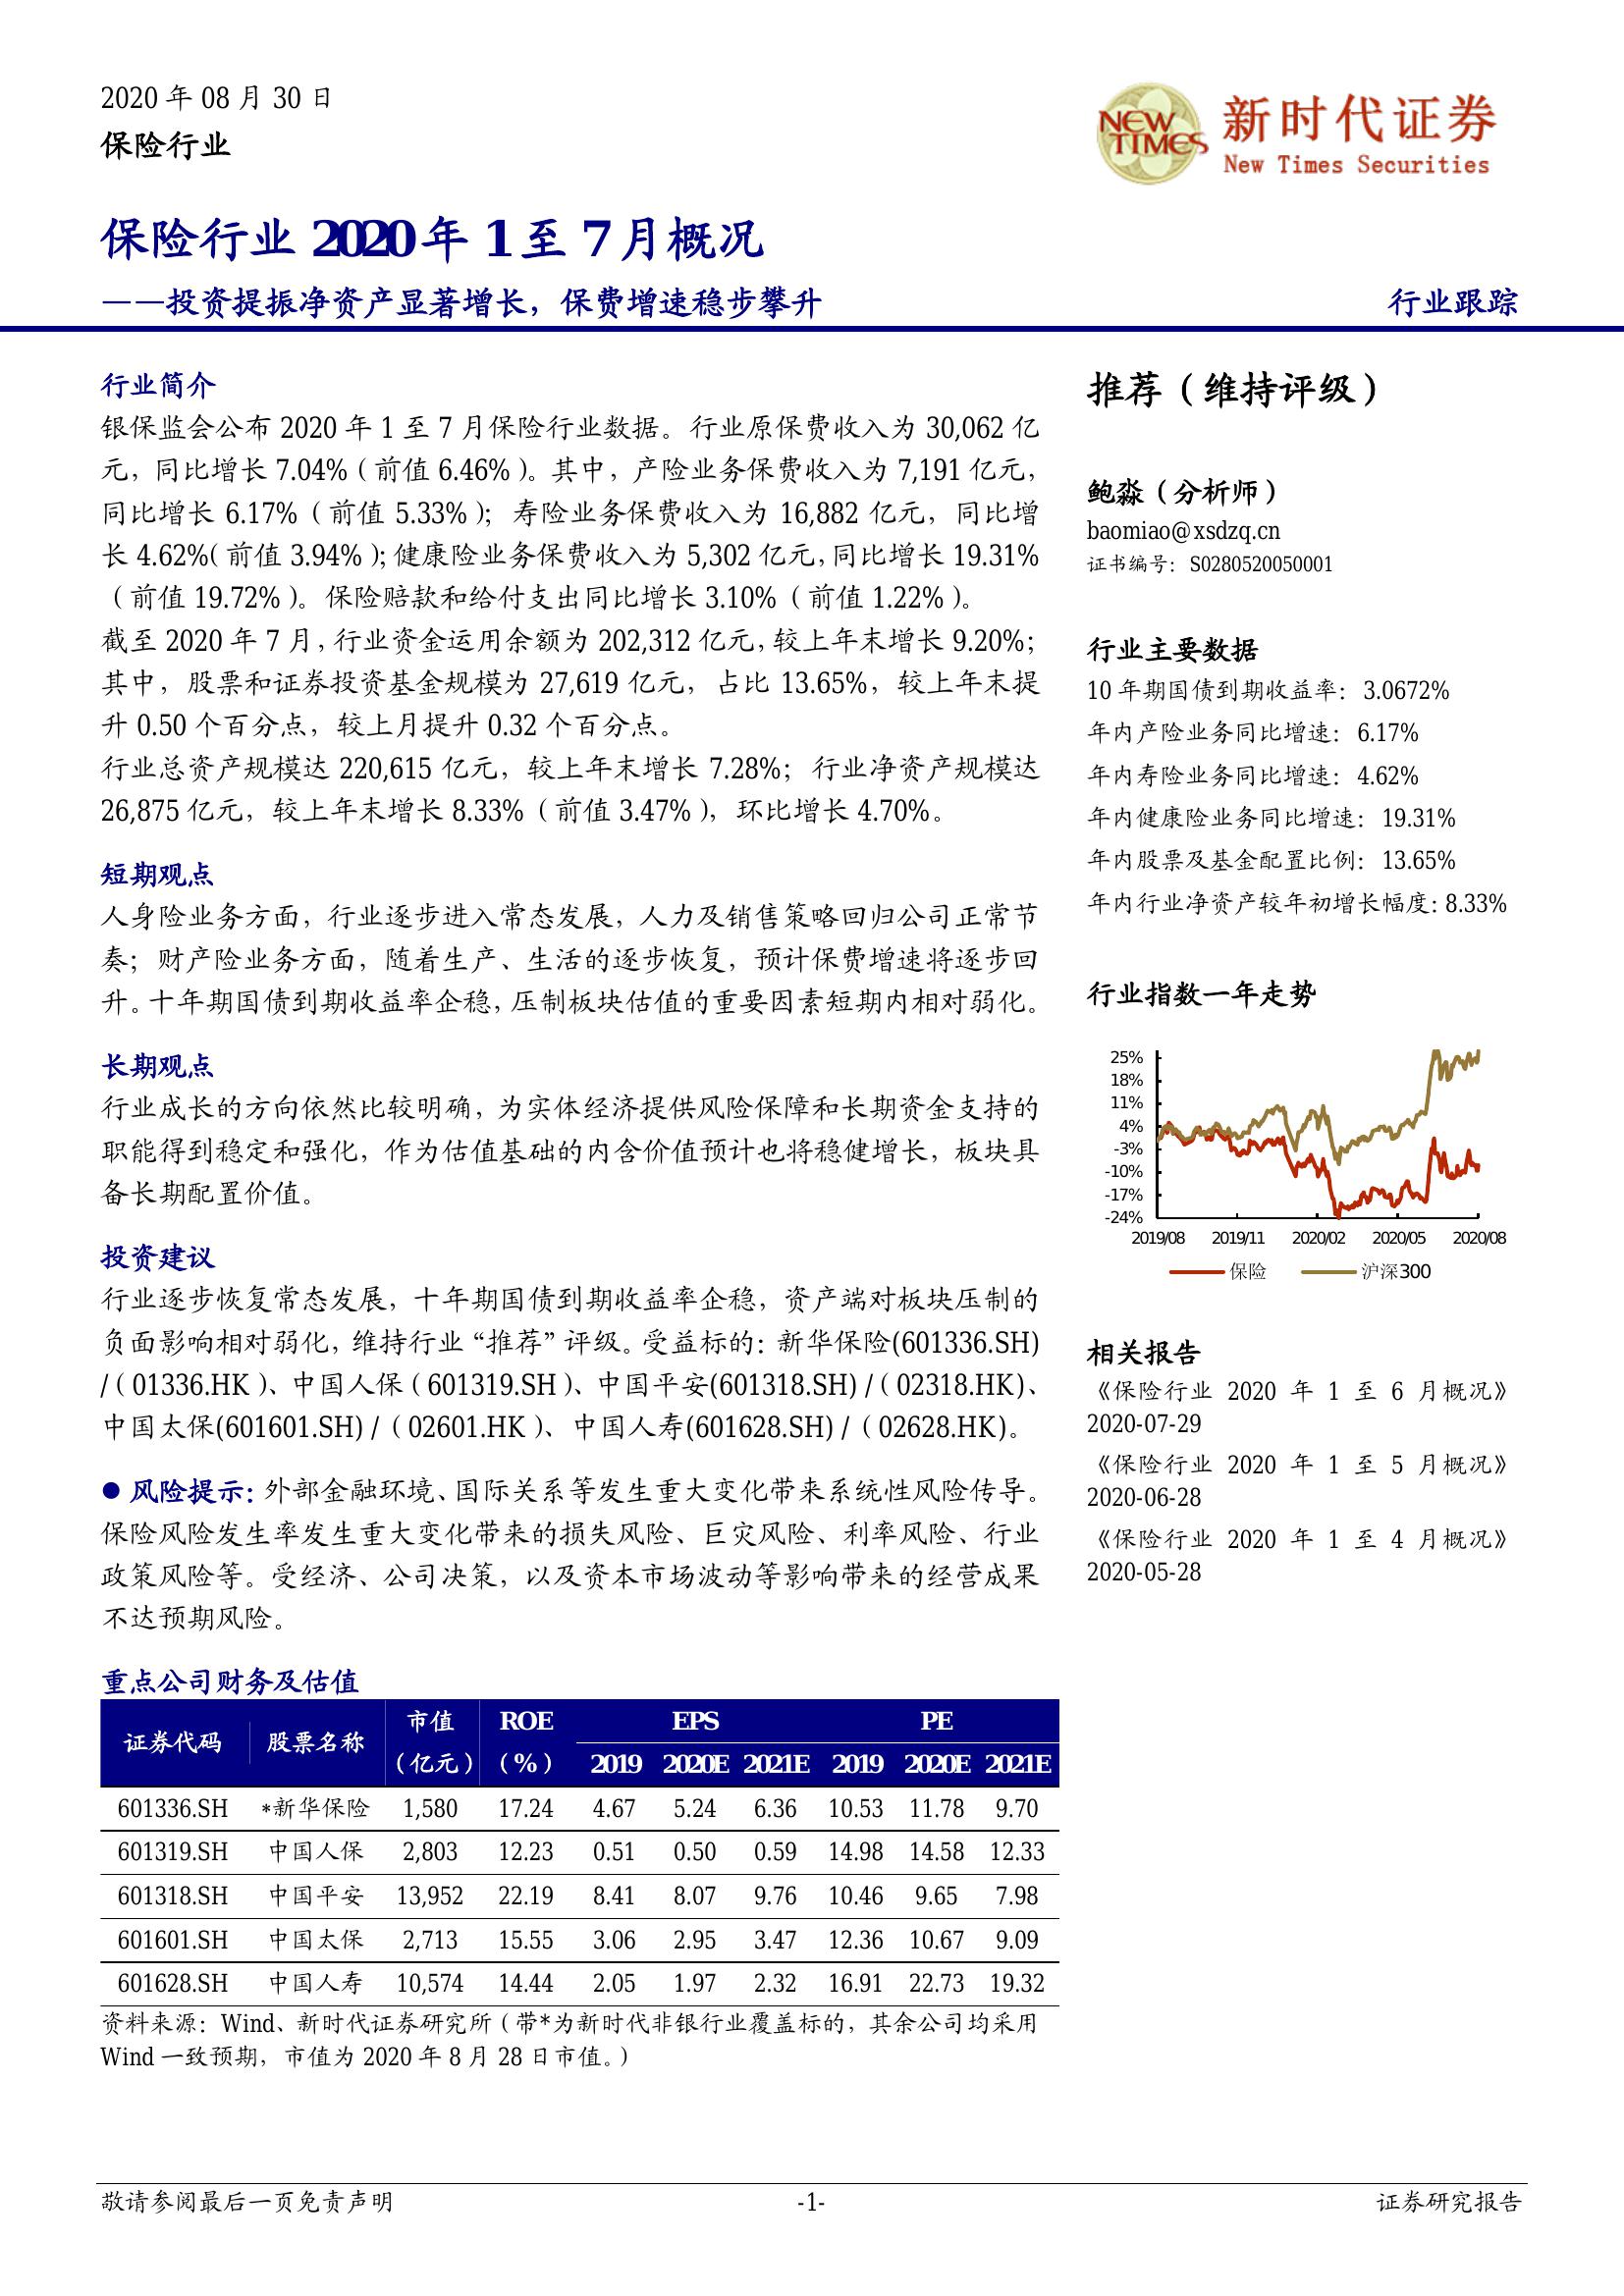 2020 年 08 月 30 日
保险行业
NEW TIMES
新时代证券
New Times Securities
保险行业 2020 年 1 至 7 月概况
——投资提振净资产显著增长，保费增速稳步攀升
行业跟踪
行业简介
银保监会公布 2020 年 1 至 7 月保险行业数据。行业原保费收入为 30,062 亿
元，同比增长 7.04%（前值 6.46%）。其中，产险业务保费收入为 7,191 亿元，
同比增长 6.17%（前值 5.33%）；寿险业务保费收入为 16,882 亿元，同比增
长 4.62%(前值 3.94%）；健康险业务保费收入为 5,302 亿元，同比增长 19.31%
（前值 19.72%）。保险赔款和给付支出同比增长 3.10%（前值 1.22%）。
截至 2020 年 7 月，行业资金运用余额为 202,312 亿元，较上年末增长 9.20%；
其中，股票和证券投资基金规模为 27,619 亿元，占比 13.65%，较上年末提
升 0.50 个百分点，较上月提升 0.32 个百分点。
行业总资产规模达 220,615 亿元，较上年末增长 7.28%；行业净资产规模达
26,875 亿元，较上年末增长 8.33%（前值 3.47%），环比增长 4.70%。
短期观点
人身险业务方面，行业逐步进入常态发展，人力及销售策略回归公司正常节
奏；财产险业务方面，随着生产、生活的逐步恢复，预计保费增速将逐步回
升。十年期国债到期收益率企稳，压制板块估值的重要因素短期内相对弱化。
长期观点
行业成长的方向依然比较明确，为实体经济提供风险保障和长期资金支持的
职能得到稳定和强化，作为估值基础的内含价值预计也将稳健增长，板块具
备长期配置价值。
投资建议
行业逐步恢复常态发展，十年期国债到期收益率企稳，资产端对板块压制的
负面影响相对弱化，维持行业“推荐”评级。受益标的：新华保险(601336.SH)
/（01336.HK）、中国人保（601319.SH）、中国平安(601318.SH) /（02318.HK)、
中国太保(601601.SH) /（02601.HK）、中国人寿(601628.SH) /（02628.HK)。
● 风险提示：外部金融环境、国际关系等发生重大变化带来系统性风险传导。
保险风险发生率发生重大变化带来的损失风险、巨灾风险、利率风险、行业
政策风险等。受经济、公司决策，以及资本市场波动等影响带来的经营成果
不达预期风险。
重点公司财务及估值
证券代码 股票名称 市值 ROE EPS PE
（亿元） （%） 2019 2020E 2021E 2019 2020E 2021E
601336.SH *新华保险 1,580 17.24 4.67 5.24 6.36 10.53 11.78 9.70
601319.SH 中国人保 2,803 12.23 0.51 0.50 0.59 14.98 14.58 12.33
601318.SH 中国平安 13,952 22.19 8.41 8.07 9.76 10.46 9.65 7.98
601601.SH 中国太保 2,713 15.55 3.06 2.95 3.47 12.36 10.67 9.09
601628.SH 中国人寿 10,574 14.44 2.05 1.97 2.32 16.91 22.73 19.32
资料来源：Wind、新时代证券研究所（带*为新时代非银行业覆盖标的，其余公司均采用
Wind 一致预期，市值为 2020 年 8 月 28 日市值。）
推荐（维持评级）
鲍淼（分析师）
baomiao@xsdzq.cn
证书编号：S0280520050001
行业主要数据
10 年期国债到期收益率：3.0672%
年内产险业务同比增速：6.17%
年内寿险业务同比增速：4.62%
年内健康险业务同比增速：19.31%
年内股票及基金配置比例：13.65%
年内行业净资产较年初增长幅度：8.33%
行业指数一年走势
25%
18%
11%
4%
-3%
-10%
-17%
-24%
2019/08 2019/11 2020/02 2020/05 2020/08
保险 沪深300
相关报告
《保险行业 2020 年 1 至 6 月概况》
2020-07-29
《保险行业 2020 年 1 至 5 月概况》
2020-06-28
《保险行业 2020 年 1 至 4 月概况》
2020-05-28
敬请参阅最后一页免责声明 -1- 证券研究报告